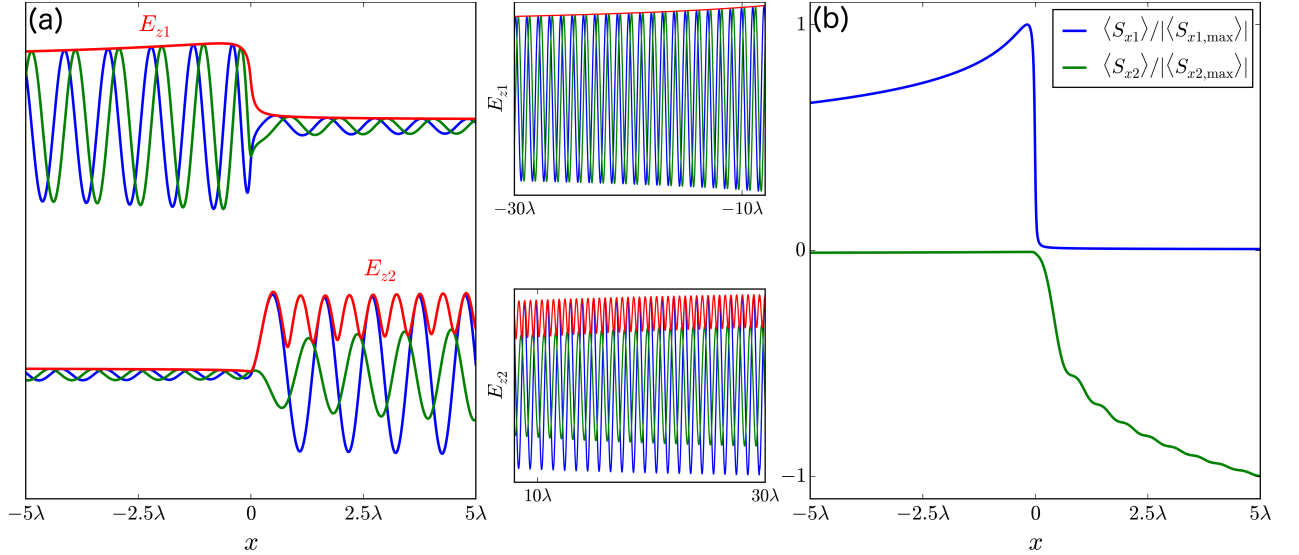 (a)
E_{z1}
E_{z2}
−5λ −2.5λ 0 2.5λ 5λ
x
E_{z1}
−30λ −10λ
E_{z2}
10λ 30λ
(b)
⟨S_{x1}⟩/|⟨S_{x1,max}⟩|
⟨S_{x2}⟩/|⟨S_{x2,max}⟩|
1
0
−1
−5λ −2.5λ 0 2.5λ 5λ
x